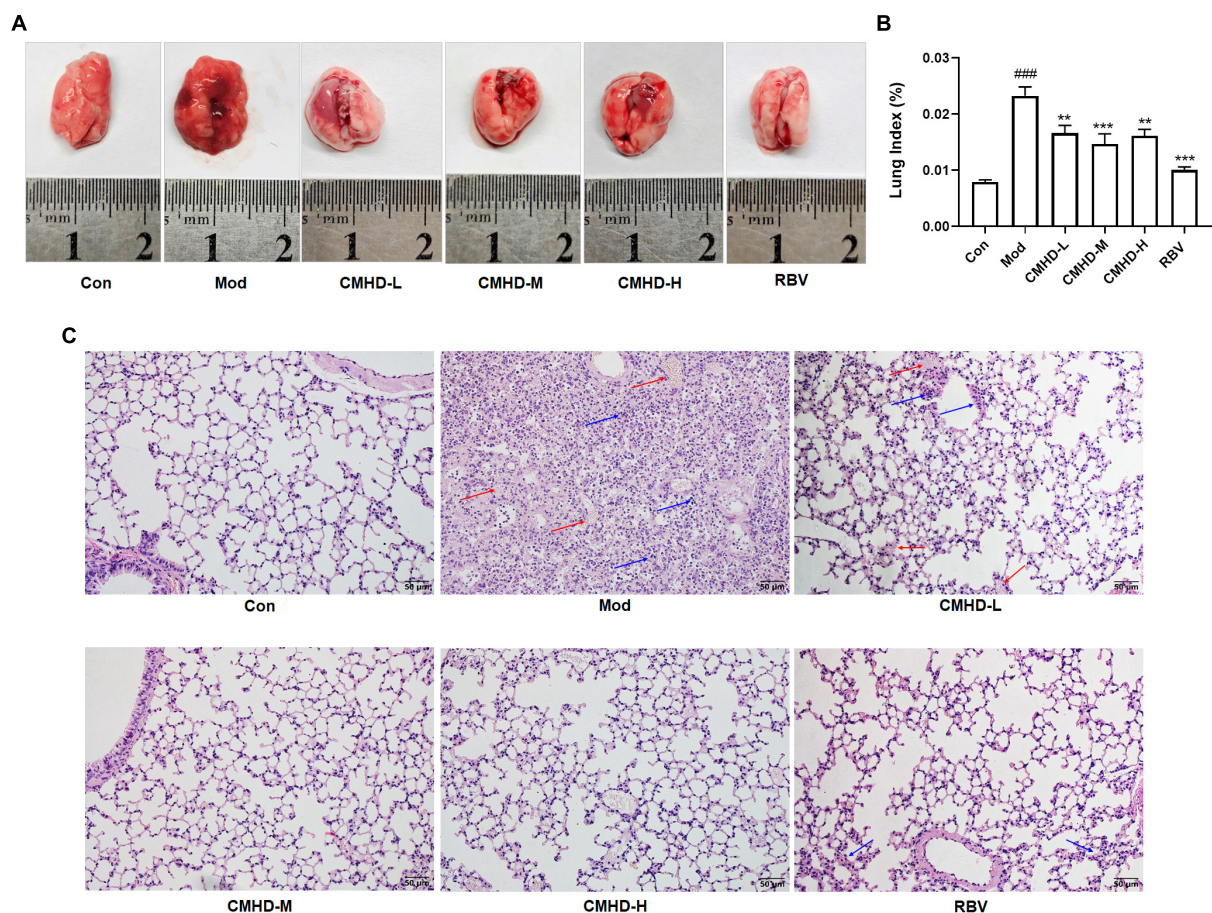 A
5 mm 1 2
5 mm 1 2
5 mm 1 2
5 mm 1 2
5 mm 1 2
5 mm 1 2
Con
Mod
CMHD-L
CMHD-M
CMHD-H
RBV
B
Lung Index (%)
0.03
0.02
0.01
0.00
###
**
***
**
***
Con
Mod
CMHD-L
CMHD-M
CMHD-H
RBV
C
50 μm
50 μm
50 μm
Con
Mod
CMHD-L
50 μm
50 μm
50 μm
CMHD-M
CMHD-H
RBV